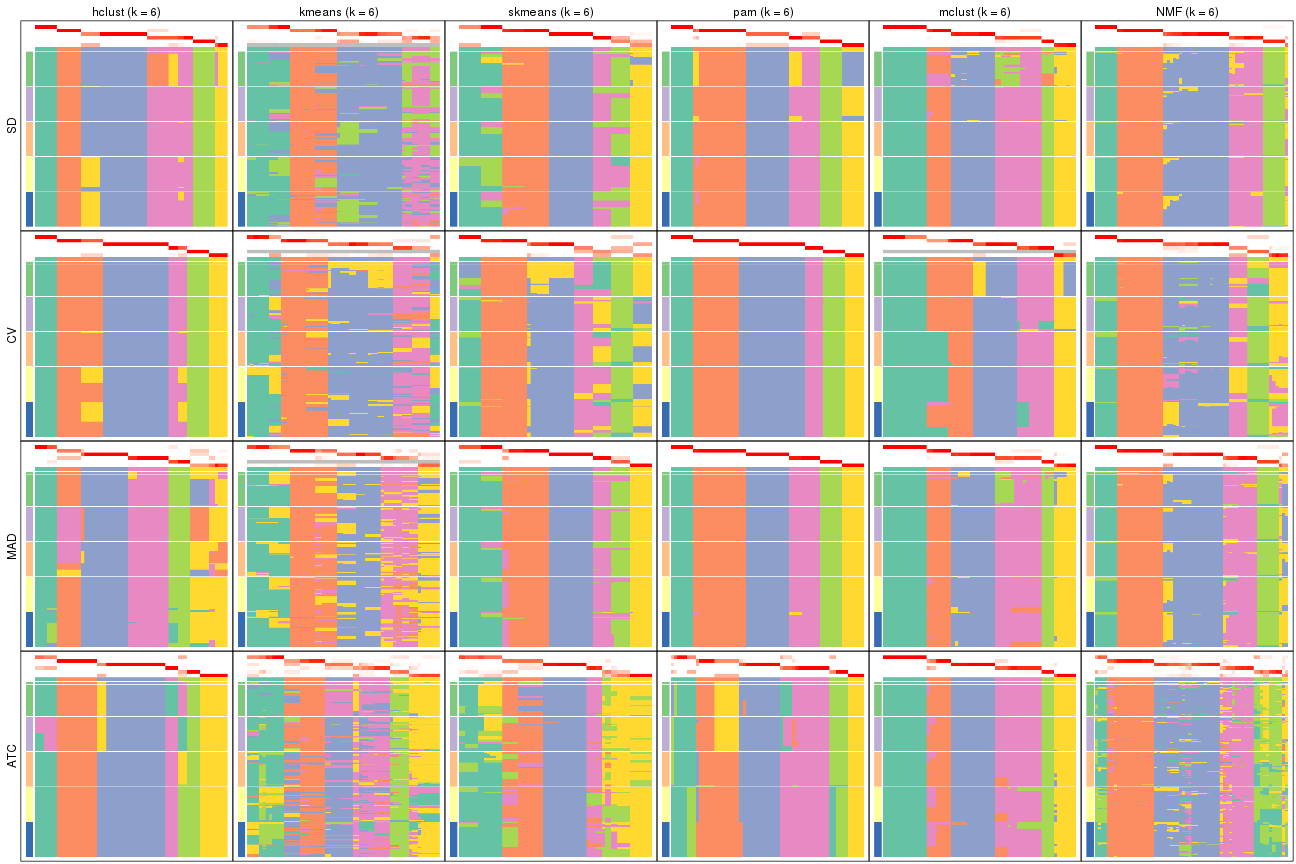 hclust (k = 6) kmeans (k = 6) skmeans (k = 6) pam (k = 6) mclust (k = 6) NMF (k = 6)
SD
CV
MAD
ATC